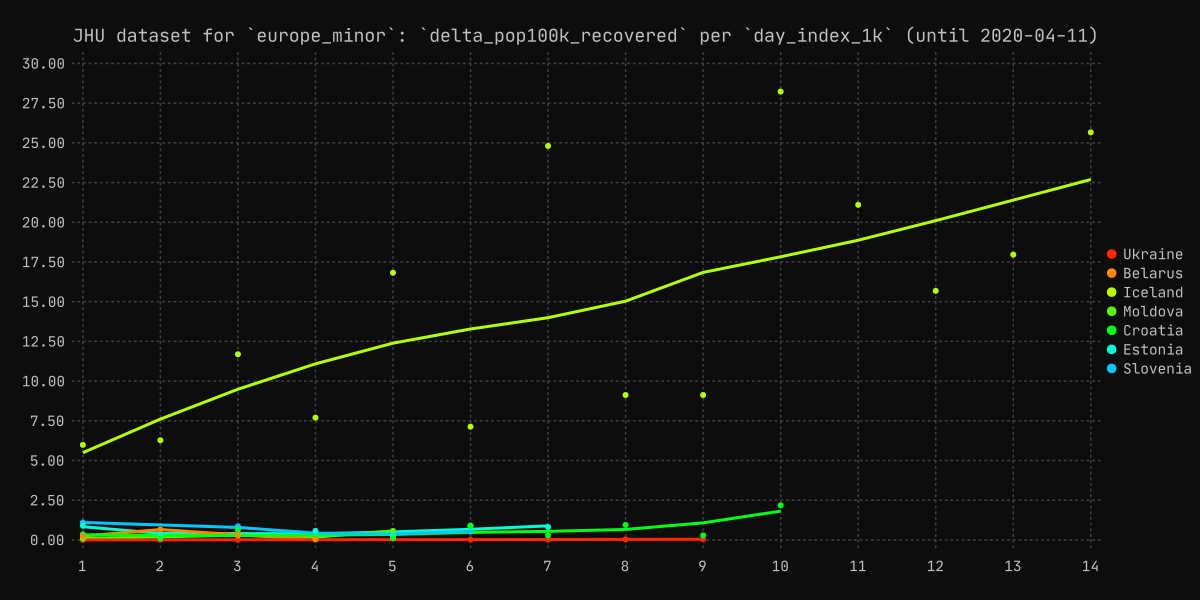 JHU dataset for `europe_minor`: `delta_pop100k_recovered` per `day_index_1k` (until 2020-04-11)
30.00
27.50
25.00
22.50
20.00
17.50
15.00
12.50
10.00
7.50
5.00
2.50
0.00
1 2 3 4 5 6 7 8 9 10 11 12 13 14
Ukraine
Belarus
Iceland
Moldova
Croatia
Estonia
Slovenia